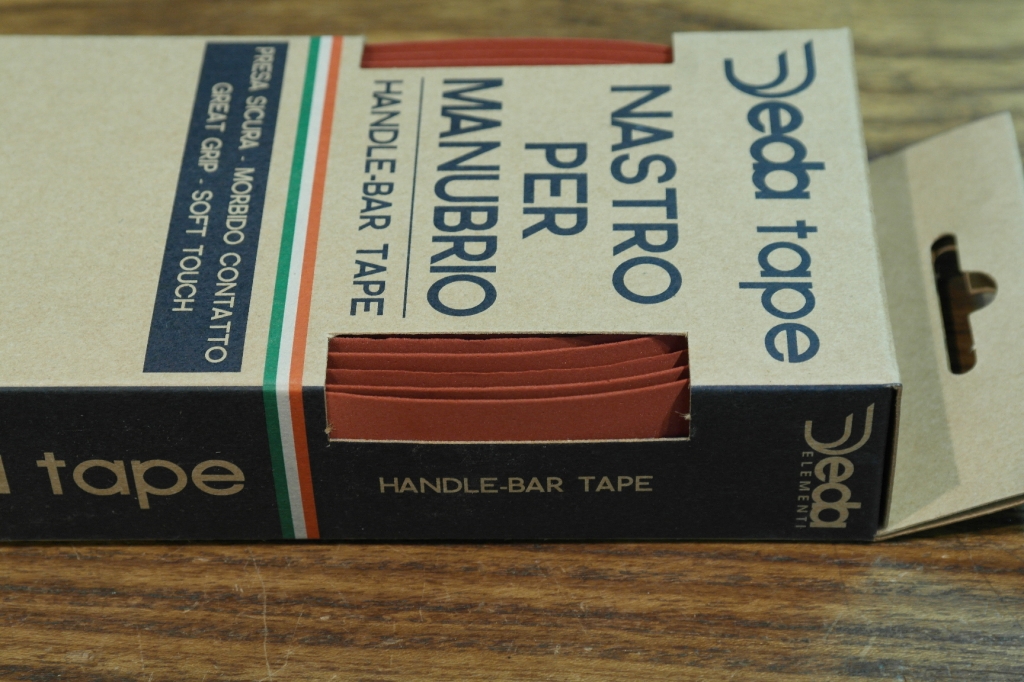 Deda tape
NASTRO
PER
MANUBRIO
HANDLE-BAR TAPE
PRESA SICURA - MORBIDO CONTATTO
GREAT GRIP - SOFT TOUCH
tape
HANDLE-BAR TAPE
Deda
ELEMENTI